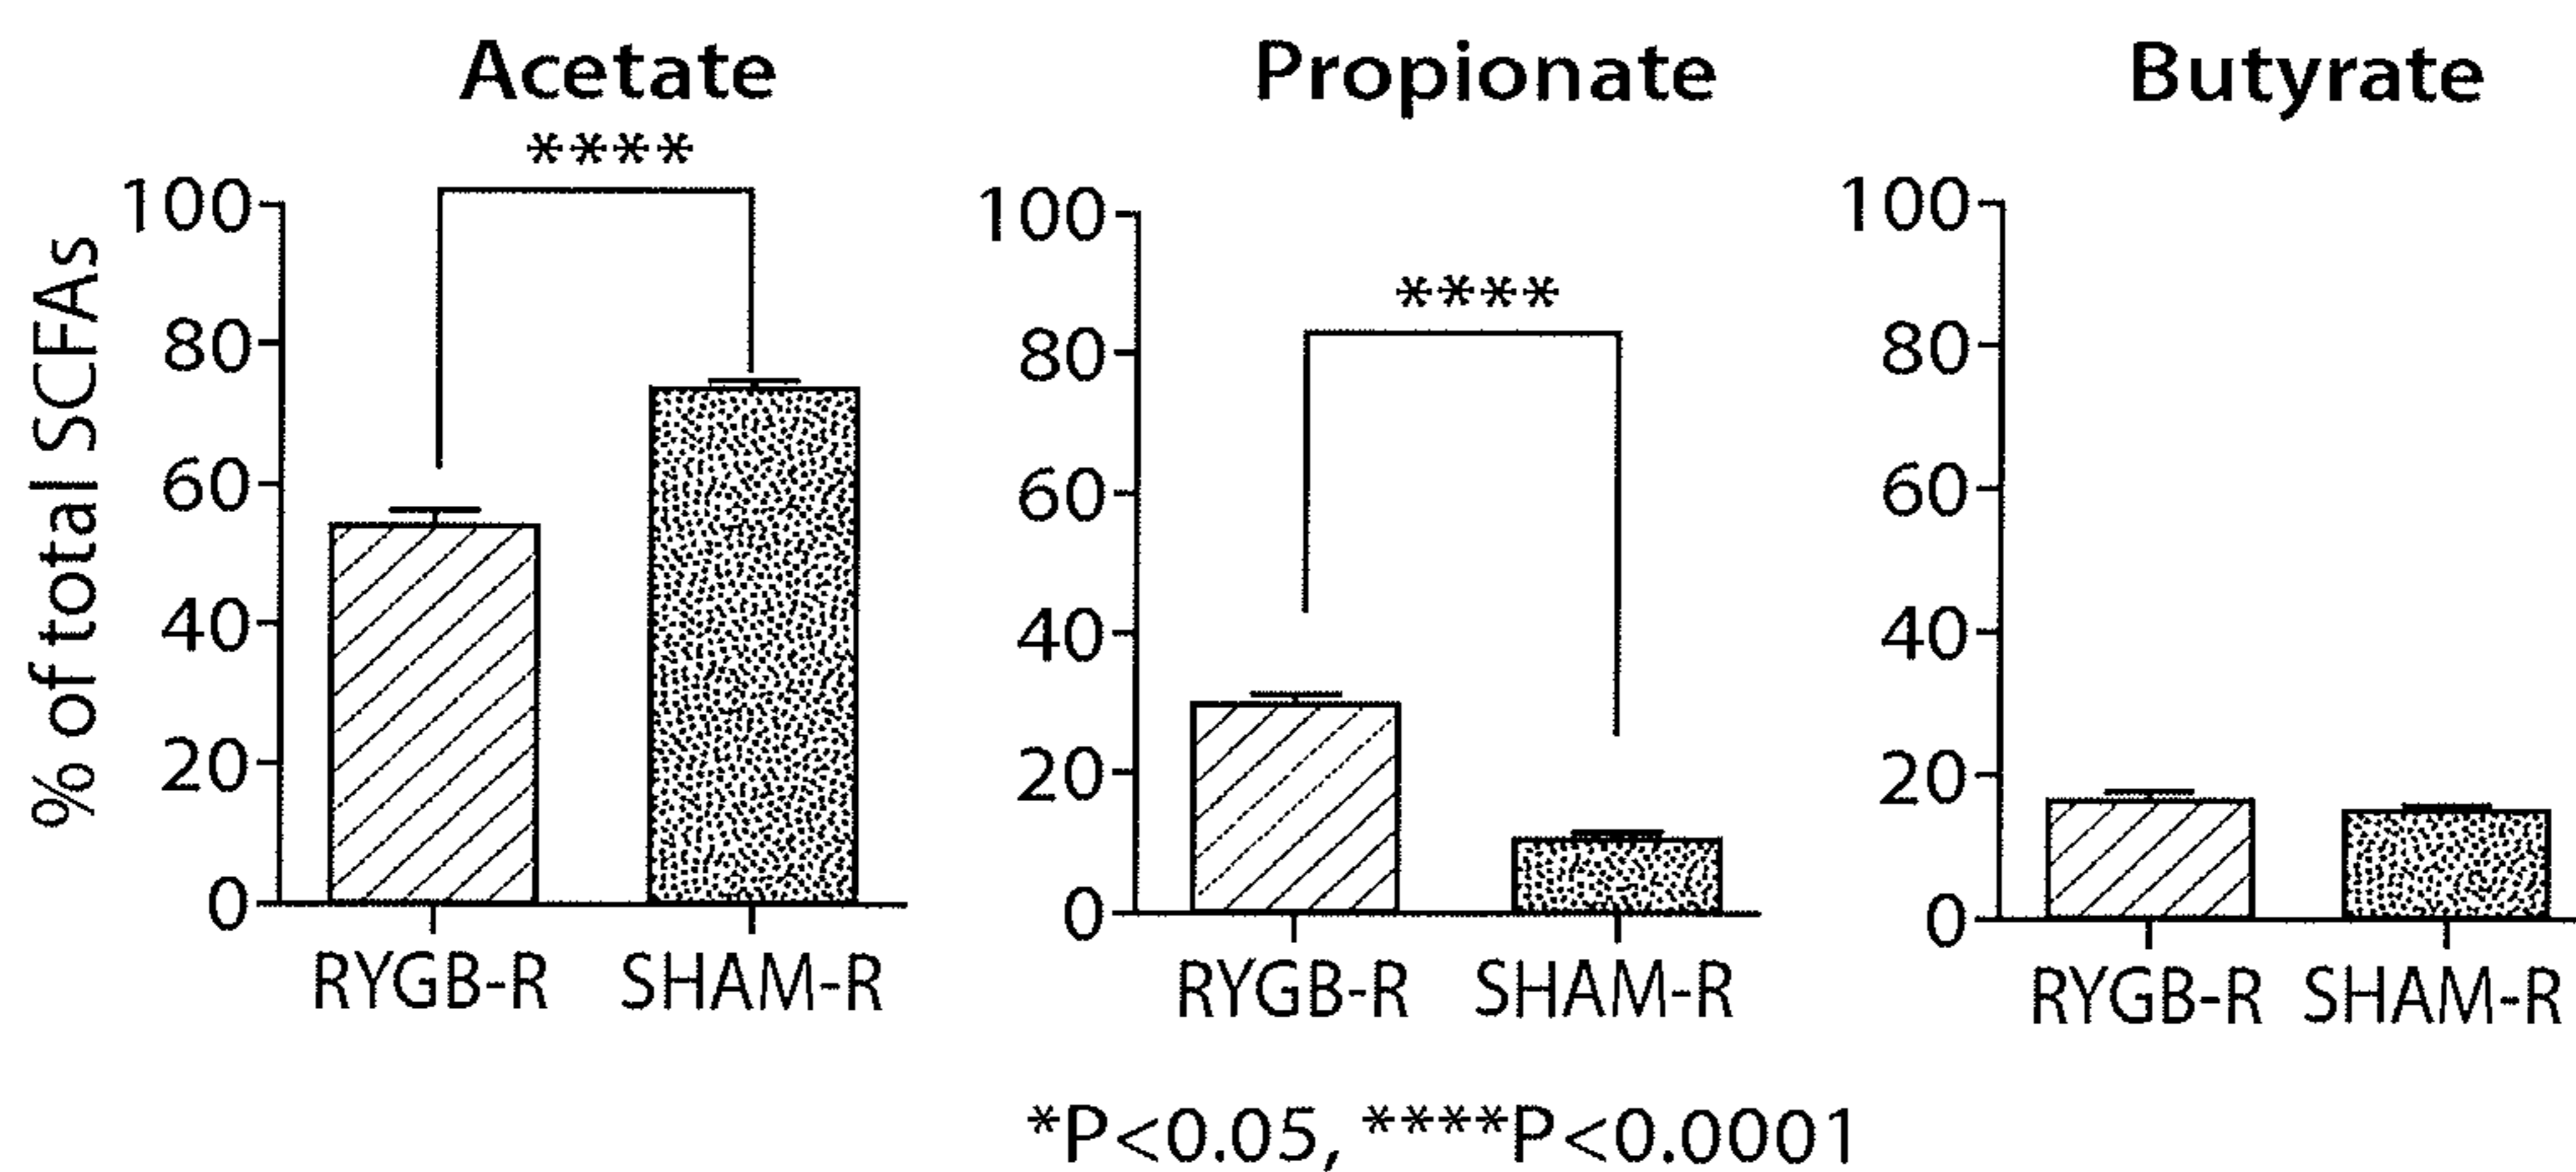 Acetate
****
100
80
60
40
20
0
% of total SCFAs
RYGB-R SHAM-R
Propionate
****
100
80
60
40
20
0
RYGB-R SHAM-R
Butyrate
100
80
60
40
20
0
RYGB-R SHAM-R
*P<0.05, ****P<0.0001